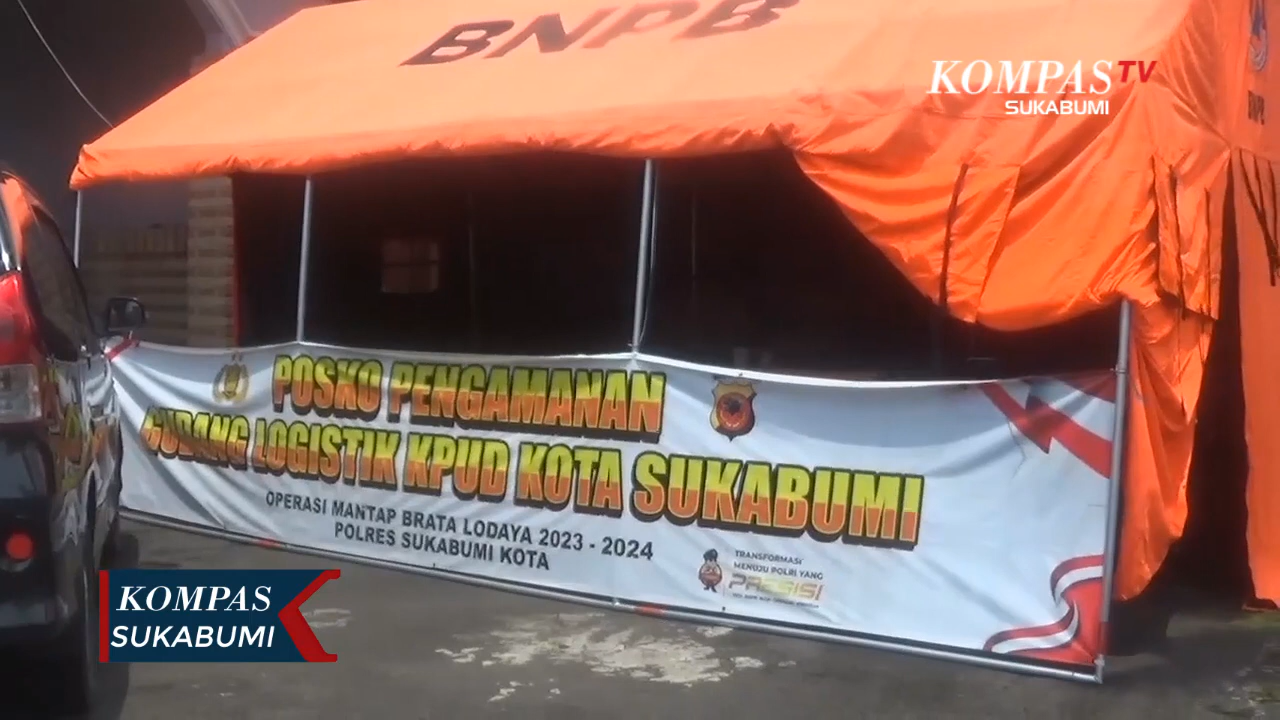 BNPB
KOMPAS TV
SUKABUMI
BNPB
POSKO PENGAMANAN
GUDANG LOGISTIK KPUD KOTA SUKABUMI
OPERASI MANTAP BRATA LODAYA 2023 - 2024
POLRES SUKABUMI KOTA
TRANSFORMASI
MENUJU POLRI YANG
PRESISI
KOMPAS
SUKABUMI